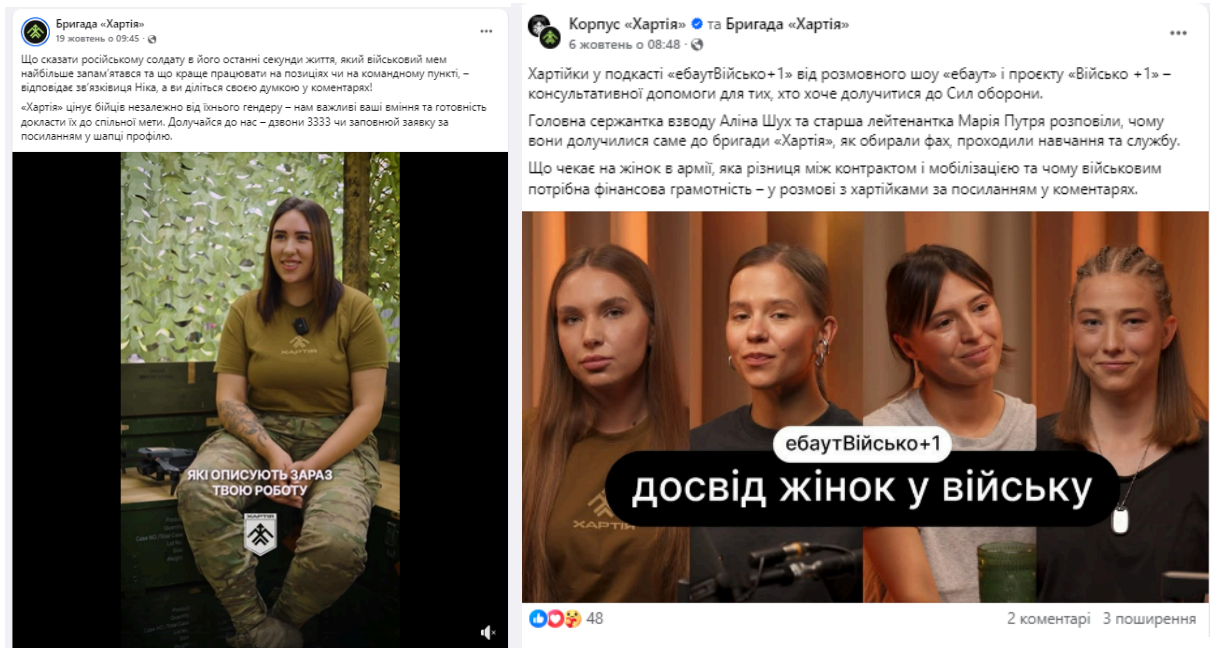 Бригада «Хартія»
19 жовтень о 09:45 ·
Що сказати російському солдату в його останні секунди життя, який військовий мем
найбільше запам'ятався та що краще працювати на позиціях чи на командному пункті, –
відповідає зв'язківиця Ніка, а ви діліться своєю думкою у коментарях!
«Хартія» цінує бійців незалежно від їхнього гендеру – нам важливі ваші вміння та готовність
докласти їх до спільної мети. Долучайся до нас – дзвони 3333 чи заповнюй заявку за
посиланням у шапці профілю.
ХАРТІЯ
ЯКІ ОПИСУЮТЬ ЗАРАЗ
ТВОЮ РОБОТУ
ХАРТІЯ
Корпус «Хартія» та Бригада «Хартія»
6 жовтень о 08:48 ·
Хартійки у подкасті «ебаутВійсько+1» від розмовного шоу «ебаут» і проєкту «Військо +1» –
консультативної допомоги для тих, хто хоче долучитися до Сил оборони.
Головна сержантка взводу Аліна Шух та старша лейтенантка Марія Путря розповіли, чому
вони долучилися саме до бригади «Хартія», як обирали фах, проходили навчання та службу.
Що чекає на жінок в армії, яка різниця між контрактом і мобілізацією та чому військовим
потрібна фінансова грамотність – у розмові з хартійками за посиланням у коментарях.
ебаутВійсько+1
досвід жінок у війську
ХАРТІЯ
48
2 коментарі 3 поширення